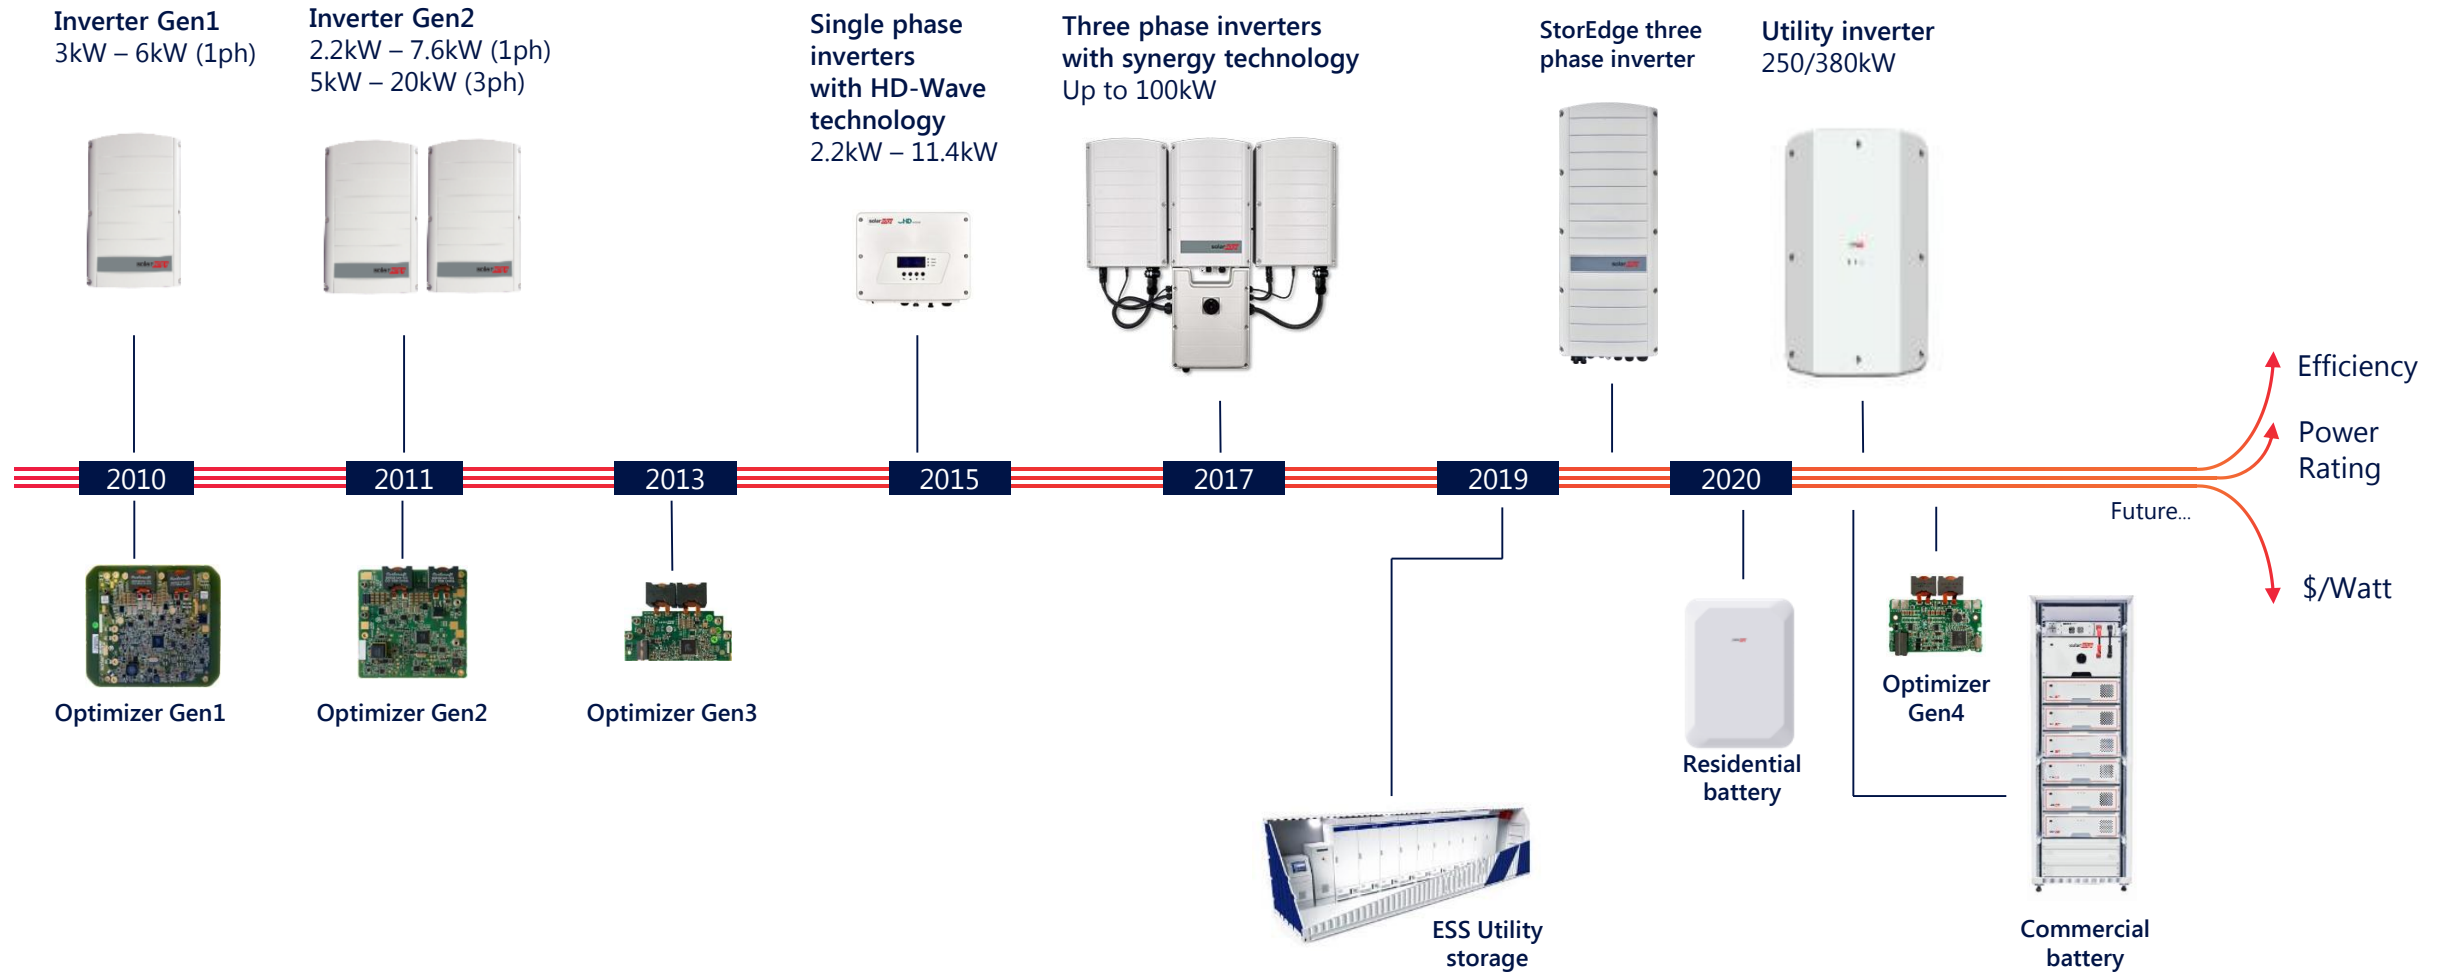 Inverter Gen1
3kW – 6kW (1ph)
Inverter Gen2
2.2kW – 7.6kW (1ph)
5kW – 20kW (3ph)
Single phase
inverters
with HD-Wave
technology
2.2kW – 11.4kW
Three phase inverters
with synergy technology
Up to 100kW
StorEdge three
phase inverter
Utility inverter
250/380kW
Efficiency
Power
Rating
2010
2011
2013
2015
2017
2019
2020
Future...
$/Watt
Optimizer Gen1
Optimizer Gen2
Optimizer Gen3
Optimizer
Gen4
Residential
battery
ESS Utility
storage
Commercial
battery